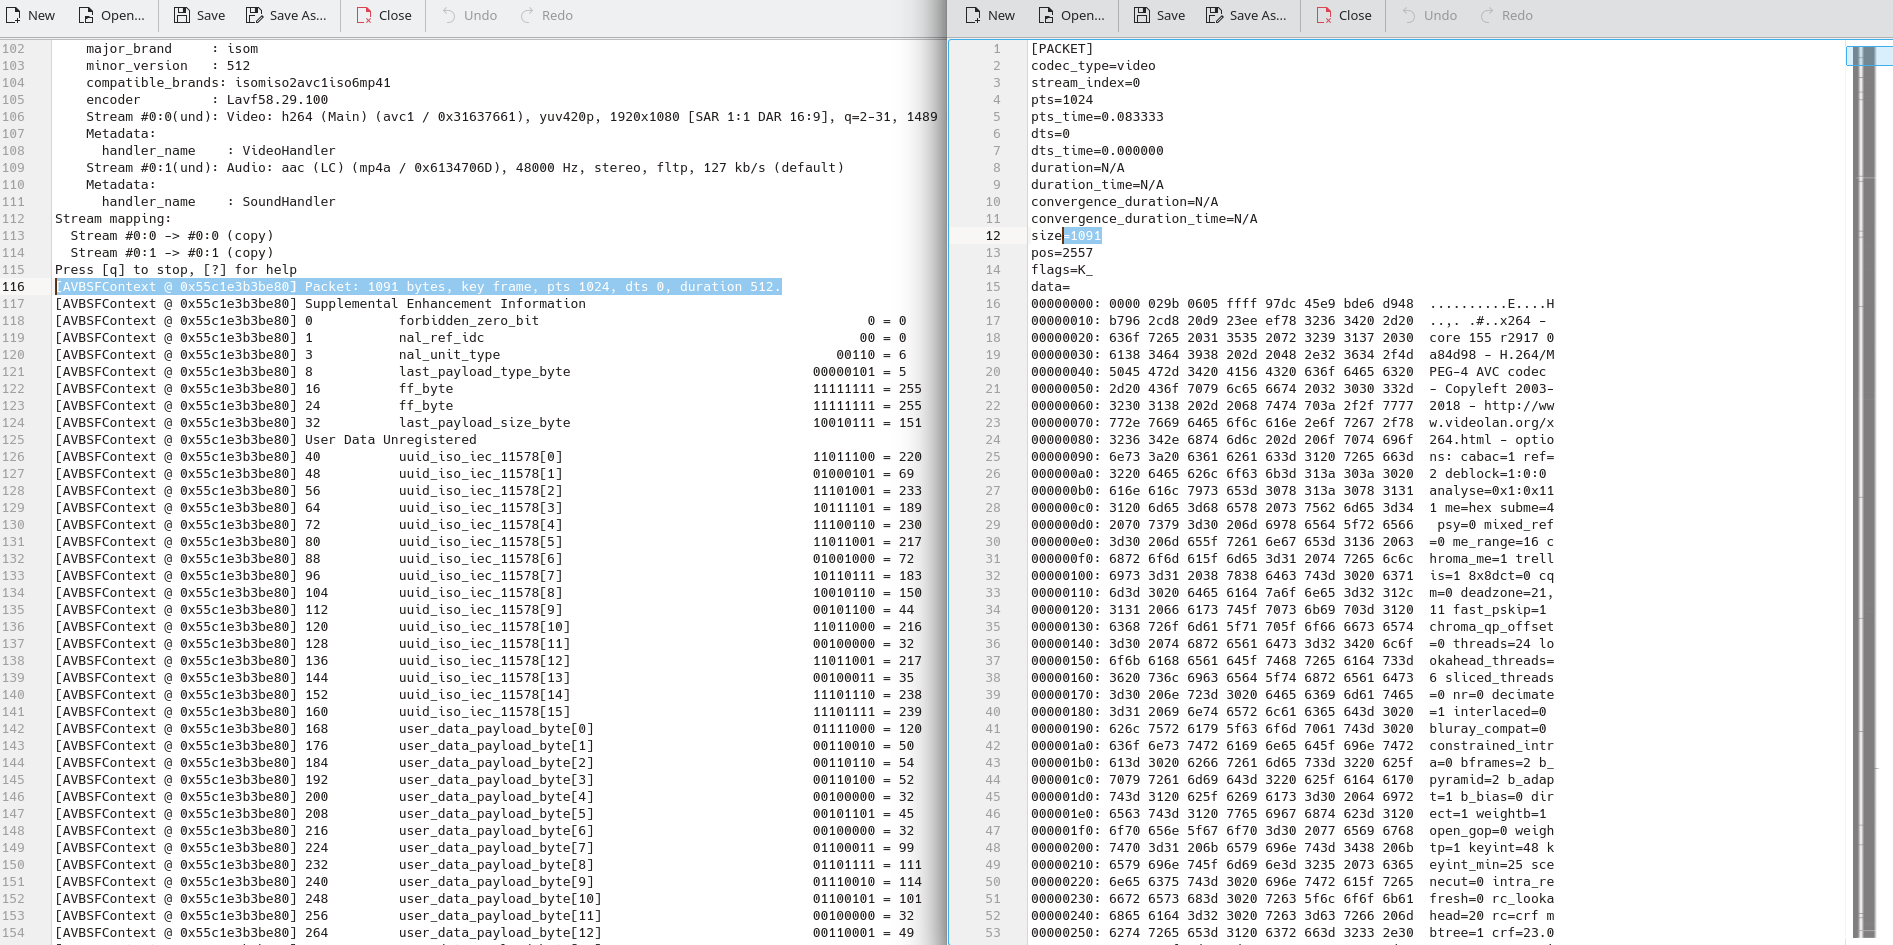 New Open... Save Save As... Close Undo Redo
102 major_brand : isom
103 minor_version : 512
104 compatible_brands: isomiso2avc1iso6mp41
105 encoder : Lavf58.29.100
106 Stream #0:0(und): Video: h264 (Main) (avc1 / 0x31637661), yuv420p, 1920x1080 [SAR 1:1 DAR 16:9], q=2-31, 1489
107 Metadata:
108 handler_name : VideoHandler
109 Stream #0:1(und): Audio: aac (LC) (mp4a / 0x6134706D), 48000 Hz, stereo, fltp, 127 kb/s (default)
110 Metadata:
111 handler_name : SoundHandler
112 Stream mapping:
113 Stream #0:0 -> #0:0 (copy)
114 Stream #0:1 -> #0:1 (copy)
115 Press [q] to stop, [?] for help
116 [AVBSFContext @ 0x55c1e3b3be80] Packet: 1091 bytes, key frame, pts 1024, dts 0, duration 512.
117 [AVBSFContext @ 0x55c1e3b3be80] Supplemental Enhancement Information
118 [AVBSFContext @ 0x55c1e3b3be80] 0 forbidden_zero_bit 0 = 0
119 [AVBSFContext @ 0x55c1e3b3be80] 1 nal_ref_idc 00 = 0
120 [AVBSFContext @ 0x55c1e3b3be80] 3 nal_unit_type 00110 = 6
121 [AVBSFContext @ 0x55c1e3b3be80] 8 last_payload_type_byte 00000101 = 5
122 [AVBSFContext @ 0x55c1e3b3be80] 16 ff_byte 11111111 = 255
123 [AVBSFContext @ 0x55c1e3b3be80] 24 ff_byte 11111111 = 255
124 [AVBSFContext @ 0x55c1e3b3be80] 32 last_payload_size_byte 10010111 = 151
125 [AVBSFContext @ 0x55c1e3b3be80] User Data Unregistered
126 [AVBSFContext @ 0x55c1e3b3be80] 40 uuid_iso_iec_11578[0] 11011100 = 220
127 [AVBSFContext @ 0x55c1e3b3be80] 48 uuid_iso_iec_11578[1] 01000101 = 69
128 [AVBSFContext @ 0x55c1e3b3be80] 56 uuid_iso_iec_11578[2] 11101001 = 233
129 [AVBSFContext @ 0x55c1e3b3be80] 64 uuid_iso_iec_11578[3] 10111101 = 189
130 [AVBSFContext @ 0x55c1e3b3be80] 72 uuid_iso_iec_11578[4] 11100110 = 230
131 [AVBSFContext @ 0x55c1e3b3be80] 80 uuid_iso_iec_11578[5] 11011001 = 217
132 [AVBSFContext @ 0x55c1e3b3be80] 88 uuid_iso_iec_11578[6] 01001000 = 72
133 [AVBSFContext @ 0x55c1e3b3be80] 96 uuid_iso_iec_11578[7] 10110111 = 183
134 [AVBSFContext @ 0x55c1e3b3be80] 104 uuid_iso_iec_11578[8] 10010110 = 150
135 [AVBSFContext @ 0x55c1e3b3be80] 112 uuid_iso_iec_11578[9] 00101100 = 44
136 [AVBSFContext @ 0x55c1e3b3be80] 120 uuid_iso_iec_11578[10] 11011000 = 216
137 [AVBSFContext @ 0x55c1e3b3be80] 128 uuid_iso_iec_11578[11] 00100000 = 32
138 [AVBSFContext @ 0x55c1e3b3be80] 136 uuid_iso_iec_11578[12] 11011001 = 217
139 [AVBSFContext @ 0x55c1e3b3be80] 144 uuid_iso_iec_11578[13] 00100011 = 35
140 [AVBSFContext @ 0x55c1e3b3be80] 152 uuid_iso_iec_11578[14] 11101110 = 238
141 [AVBSFContext @ 0x55c1e3b3be80] 160 uuid_iso_iec_11578[15] 11101111 = 239
142 [AVBSFContext @ 0x55c1e3b3be80] 168 user_data_payload_byte[0] 01111000 = 120
143 [AVBSFContext @ 0x55c1e3b3be80] 176 user_data_payload_byte[1] 00110010 = 50
144 [AVBSFContext @ 0x55c1e3b3be80] 184 user_data_payload_byte[2] 00110110 = 54
145 [AVBSFContext @ 0x55c1e3b3be80] 192 user_data_payload_byte[3] 00110100 = 52
146 [AVBSFContext @ 0x55c1e3b3be80] 200 user_data_payload_byte[4] 00100000 = 32
147 [AVBSFContext @ 0x55c1e3b3be80] 208 user_data_payload_byte[5] 00101101 = 45
148 [AVBSFContext @ 0x55c1e3b3be80] 216 user_data_payload_byte[6] 00100000 = 32
149 [AVBSFContext @ 0x55c1e3b3be80] 224 user_data_payload_byte[7] 01100011 = 99
150 [AVBSFContext @ 0x55c1e3b3be80] 232 user_data_payload_byte[8] 01101111 = 111
151 [AVBSFContext @ 0x55c1e3b3be80] 240 user_data_payload_byte[9] 01110010 = 114
152 [AVBSFContext @ 0x55c1e3b3be80] 248 user_data_payload_byte[10] 01100101 = 101
153 [AVBSFContext @ 0x55c1e3b3be80] 256 user_data_payload_byte[11] 00100000 = 32
154 [AVBSFContext @ 0x55c1e3b3be80] 264 user_data_payload_byte[12] 00110001 = 49
New Open... Save Save As... Close Undo Redo
1 [PACKET]
2 codec_type=video
3 stream_index=0
4 pts=1024
5 pts_time=0.083333
6 dts=0
7 dts_time=0.000000
8 duration=N/A
9 duration_time=N/A
10 convergence_duration=N/A
11 convergence_duration_time=N/A
12 size=1091
13 pos=2557
14 flags=K_
15 data=
16 00000000: 0000 029b 0605 ffff 97dc 45e9 bde6 d948 ..........E....H
17 00000010: b796 2cd8 20d9 23ee ef78 3236 3420 2d20 ..,. .#..x264 -
18 00000020: 636f 7265 2031 3535 2072 3239 3137 2030 core 155 r2917 0
19 00000030: 6138 3464 3938 202d 2048 2e32 3634 2f4d a84d98 - H.264/M
20 00000040: 5045 472d 3420 4156 4320 636f 6465 6320 PEG-4 AVC codec
21 00000050: 2d20 436f 7079 6c65 6674 2032 3030 332d - Copyleft 2003-
22 00000060: 3230 3138 202d 2068 7474 703a 2f2f 7777 2018 - http://ww
23 00000070: 772e 7669 6465 6f6c 616e 2e6f 7267 2f78 w.videolan.org/x
24 00000080: 3236 342e 6874 6d6c 202d 206f 7074 696f 264.html - optio
25 00000090: 6e73 3a20 6361 6261 633d 3120 7265 663d ns: cabac=1 ref=
26 000000a0: 3220 6465 626c 6f63 6b3d 313a 303a 3020 2 deblock=1:0:0
27 000000b0: 616e 616c 7973 653d 3078 313a 3078 3131 analyse=0x1:0x11
28 000000c0: 3120 6d65 3d68 6578 2073 7562 6d65 3d34 1 me=hex subme=4
29 000000d0: 2070 7379 3d30 206d 6978 6564 5f72 6566 psy=0 mixed_ref
30 000000e0: 3d30 206d 655f 7261 6e67 653d 3136 2063 =0 me_range=16 c
31 000000f0: 6872 6f6d 615f 6d65 3d31 2074 7265 6c6c hroma_me=1 trell
32 00000100: 6973 3d31 2038 7838 6463 743d 3020 6371 is=1 8x8dct=0 cq
33 00000110: 6d3d 3020 6465 6164 7a6f 6e65 3d32 312c m=0 deadzone=21,
34 00000120: 3131 2066 6173 745f 7073 6b69 703d 3120 11 fast_pskip=1
35 00000130: 6368 726f 6d61 5f71 705f 6f66 6673 6574 chroma_qp_offset
36 00000140: 3d30 2074 6872 6561 6473 3d32 3420 6c6f =0 threads=24 lo
37 00000150: 6f6b 6168 6561 645f 7468 7265 6164 733d okahead_threads=
38 00000160: 3620 736c 6963 6564 5f74 6872 6561 6473 6 sliced_threads
39 00000170: 3d30 206e 723d 3020 6465 6369 6d61 7465 =0 nr=0 decimate
40 00000180: 3d31 2069 6e74 6572 6c61 6365 643d 3020 =1 interlaced=0
41 00000190: 626c 7572 6179 5f63 6f6d 7061 743d 3020 bluray_compat=0
42 000001a0: 636f 6e73 7472 6169 6e65 645f 696e 7472 constrained_intr
43 000001b0: 613d 3020 6266 7261 6d65 733d 3220 625f a=0 bframes=2 b_
44 000001c0: 7079 7261 6d69 643d 3220 625f 6164 6170 pyramid=2 b_adap
45 000001d0: 743d 3120 625f 6269 6173 3d30 2064 6972 t=1 b_bias=0 dir
46 000001e0: 6563 743d 3120 7765 6967 6874 623d 3120 ect=1 weightb=1
47 000001f0: 6f70 656e 5f67 6f70 3d30 2077 6569 6768 open_gop=0 weigh
48 00000200: 7470 3d31 206b 6579 696e 743d 3438 206b tp=1 keyint=48 k
49 00000210: 6579 696e 745f 6d69 6e3d 3235 2073 6365 eyint_min=25 sce
50 00000220: 6e65 6375 743d 3020 696e 7472 615f 7265 necut=0 intra_re
51 00000230: 6672 6573 683d 3020 7263 5f6c 6f6f 6b61 fresh=0 rc_looka
52 00000240: 6865 6164 3d32 3020 7263 3d63 7266 206d head=20 rc=crf m
53 00000250: 6274 7265 653d 3120 6372 663d 3233 2e30 btree=1 crf=23.0